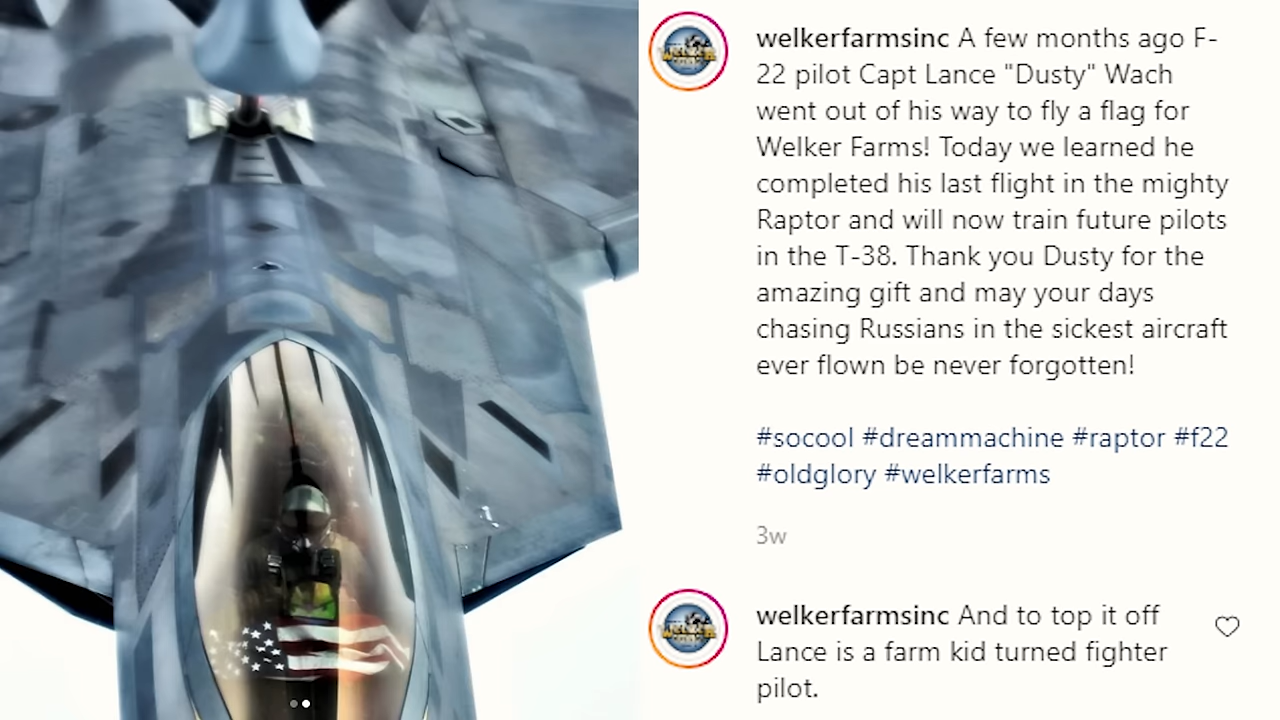 welkerfarmsinc A few months ago F-
22 pilot Capt Lance "Dusty" Wach
went out of his way to fly a flag for
Welker Farms! Today we learned he
completed his last flight in the mighty
Raptor and will now train future pilots
in the T-38. Thank you Dusty for the
amazing gift and may your days
chasing Russians in the sickest aircraft
ever flown be never forgotten!
#socool #dreammachine #raptor #f22
#oldglory #welkerfarms
3w
welkerfarmsinc And to top it off
Lance is a farm kid turned fighter
pilot.